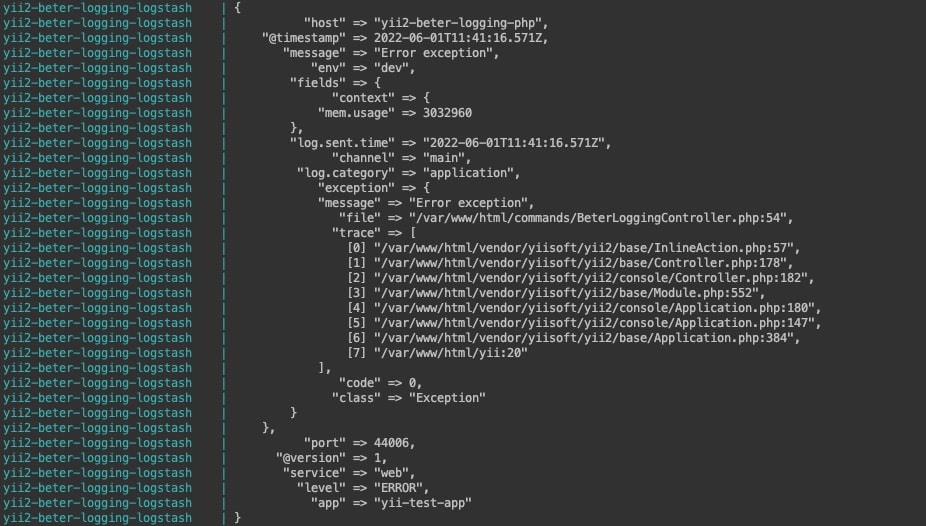 yii2-beter-logging-logstash | {
yii2-beter-logging-logstash | "host" => "yii2-beter-logging-php",
yii2-beter-logging-logstash | "@timestamp" => 2022-06-01T11:41:16.571Z,
yii2-beter-logging-logstash | "message" => "Error exception",
yii2-beter-logging-logstash | "env" => "dev",
yii2-beter-logging-logstash | "fields" => {
yii2-beter-logging-logstash | "context" => {
yii2-beter-logging-logstash | "mem.usage" => 3032960
yii2-beter-logging-logstash | },
yii2-beter-logging-logstash | "log.sent.time" => "2022-06-01T11:41:16.571Z",
yii2-beter-logging-logstash | "channel" => "main",
yii2-beter-logging-logstash | "log.category" => "application",
yii2-beter-logging-logstash | "exception" => {
yii2-beter-logging-logstash | "message" => "Error exception",
yii2-beter-logging-logstash | "file" => "/var/www/html/commands/BeterLoggingController.php:54",
yii2-beter-logging-logstash | "trace" => [
yii2-beter-logging-logstash | [0] "/var/www/html/vendor/yiisoft/yii2/base/InlineAction.php:57",
yii2-beter-logging-logstash | [1] "/var/www/html/vendor/yiisoft/yii2/base/Controller.php:178",
yii2-beter-logging-logstash | [2] "/var/www/html/vendor/yiisoft/yii2/console/Controller.php:182",
yii2-beter-logging-logstash | [3] "/var/www/html/vendor/yiisoft/yii2/base/Module.php:552",
yii2-beter-logging-logstash | [4] "/var/www/html/vendor/yiisoft/yii2/console/Application.php:180",
yii2-beter-logging-logstash | [5] "/var/www/html/vendor/yiisoft/yii2/console/Application.php:147",
yii2-beter-logging-logstash | [6] "/var/www/html/vendor/yiisoft/yii2/base/Application.php:384",
yii2-beter-logging-logstash | [7] "/var/www/html/yii:20"
yii2-beter-logging-logstash | ],
yii2-beter-logging-logstash | "code" => 0,
yii2-beter-logging-logstash | "class" => "Exception"
yii2-beter-logging-logstash | }
yii2-beter-logging-logstash | },
yii2-beter-logging-logstash | "port" => 44006,
yii2-beter-logging-logstash | "@version" => 1,
yii2-beter-logging-logstash | "service" => "web",
yii2-beter-logging-logstash | "level" => "ERROR",
yii2-beter-logging-logstash | "app" => "yii-test-app"
yii2-beter-logging-logstash | }